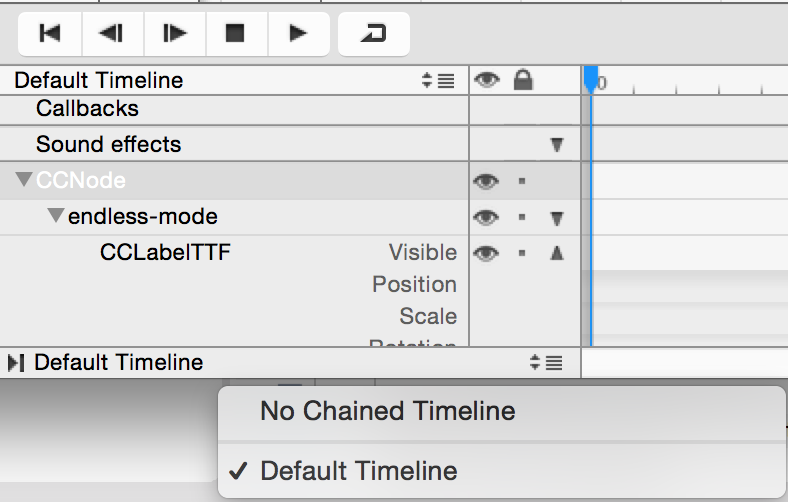 Default Timeline
0
Callbacks
Sound effects
CCNode
endless-mode
CCLabelTTF Visible
Position
Scale
Rotation
Default Timeline
No Chained Timeline
Default Timeline